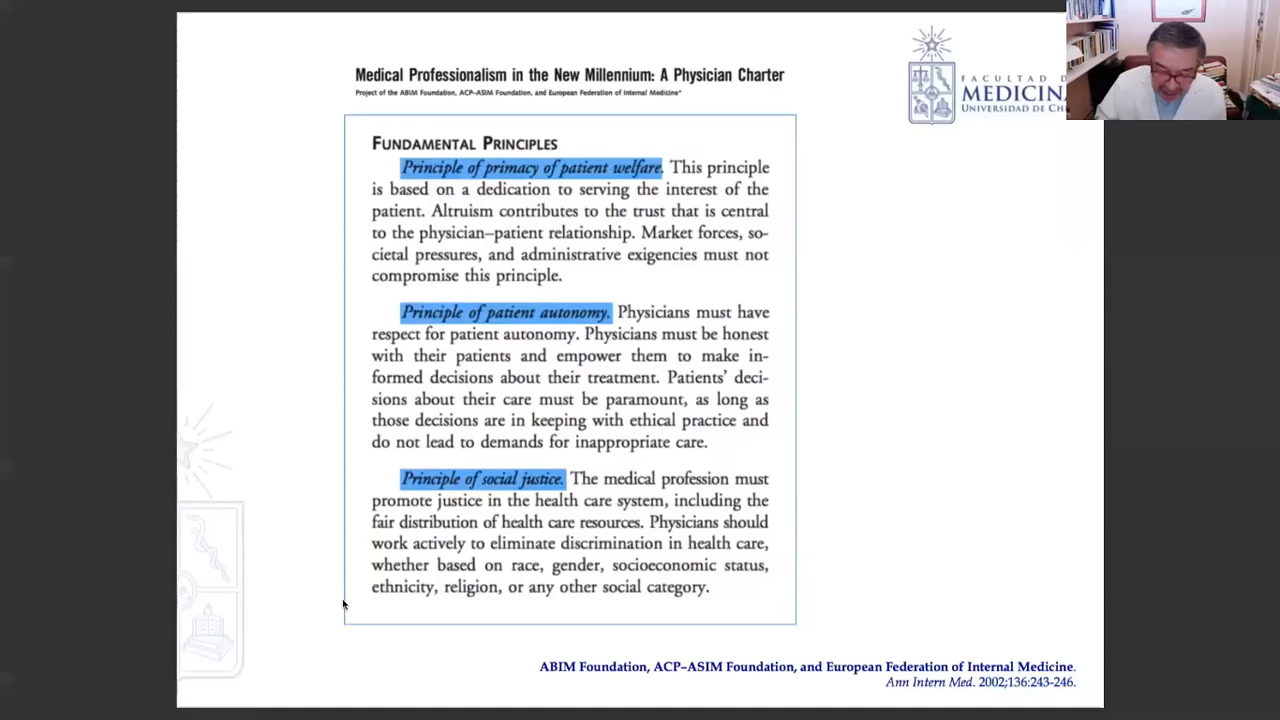 Medical Professionalism in the New Millennium: A Physician Charter
Project of the ABIM Foundation, ACP–ASIM Foundation, and European Federation of Internal Medicine*
FACULTAD D
MEDICINA
UNIVERSIDAD DE CH
FUNDAMENTAL PRINCIPLES
Principle of primacy of patient welfare. This principle
is based on a dedication to serving the interest of the
patient. Altruism contributes to the trust that is central
to the physician–patient relationship. Market forces, so-
cietal pressures, and administrative exigencies must not
compromise this principle.
Principle of patient autonomy. Physicians must have
respect for patient autonomy. Physicians must be honest
with their patients and empower them to make in-
formed decisions about their treatment. Patients’ deci-
sions about their care must be paramount, as long as
those decisions are in keeping with ethical practice and
do not lead to demands for inappropriate care.
Principle of social justice. The medical profession must
promote justice in the health care system, including the
fair distribution of health care resources. Physicians should
work actively to eliminate discrimination in health care,
whether based on race, gender, socioeconomic status,
ethnicity, religion, or any other social category.
ABIM Foundation, ACP–ASIM Foundation, and European Federation of Internal Medicine.
Ann Intern Med. 2002;136:243-246.